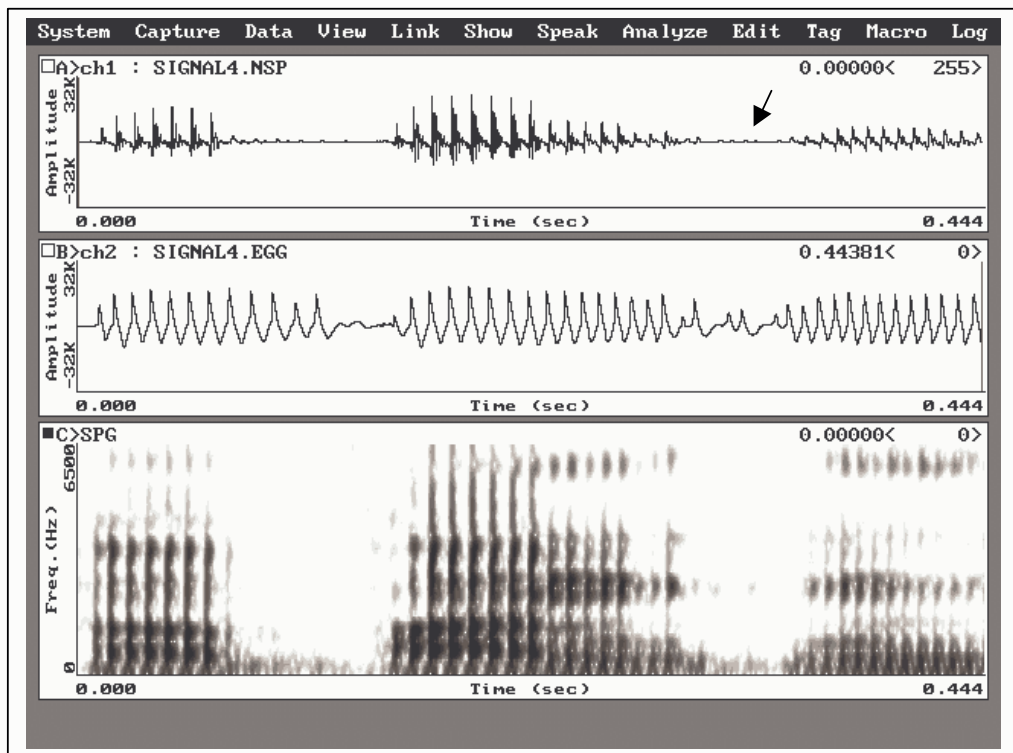 System Capture Data View Link Show Speak Analyze Edit Tag Macro Log
A>ch1 : SIGNAL4.NSP 0.00000< 255>
Amplitude
-32K 32K
0.000 Time (sec) 0.444
B>ch2 : SIGNAL4.EGG 0.44381< 0>
Amplitude
-32K 32K
0.000 Time (sec) 0.444
C>SPG 0.00000< 0>
Freq.(Hz)
0 6500
0.000 Time (sec) 0.444